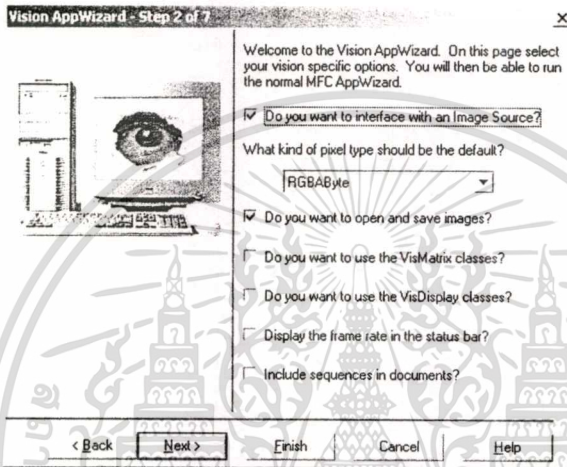 Vision AppWizard - Step 2 of 7
Welcome to the Vision AppWizard. On this page select
your vision specific options. You will then be able to run
the normal MFC AppWizard.
Do you want to interface with an Image Source?
What kind of pixel type should be the default?
RGBAByte
Do you want to open and save images?
Do you want to use the VisMatrix classes?
Do you want to use the VisDisplay classes?
Display the frame rate in the status bar?
Include sequences in documents?
< Back
Next >
Finish
Cancel
Help